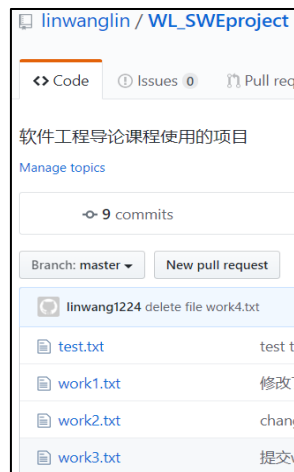 linwanglin / WL_SWEproject
<> Code Issues 0 Pull
软件工程导论课程使用的项目
Manage topics
9 commits
Branch: master New pull request
linwang1224 delete file work4.txt
test.txt test
work1.txt 修改
work2.txt
work3.txt 提交